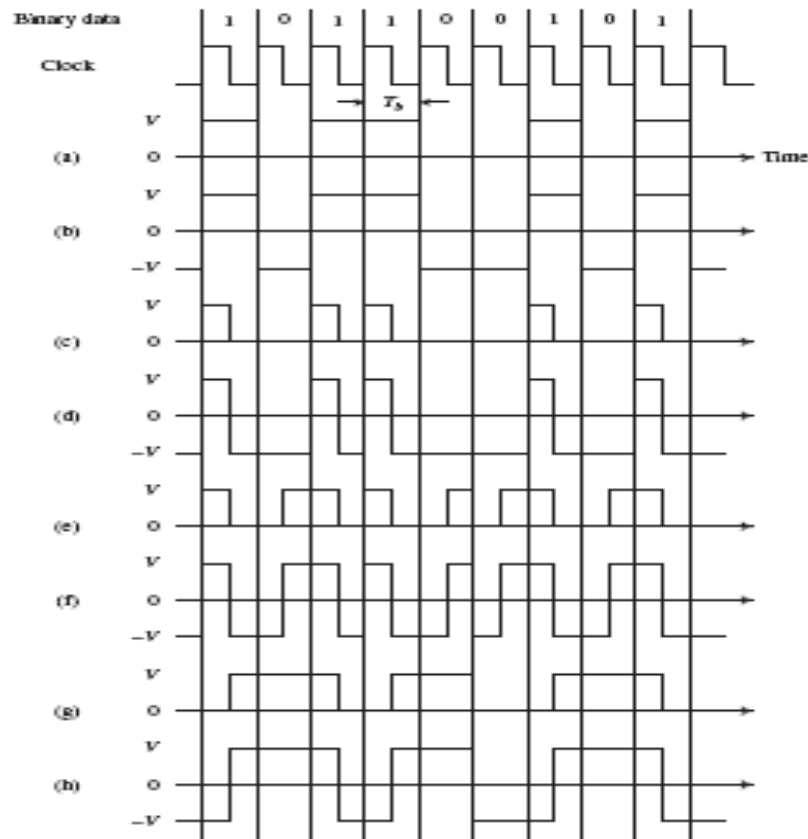 Binary data 1 0 1 1 0 0 1 0 1
Clock
T_b
V
(a) 0 Time
V
(b) 0
-V
V
(c) 0
V
(d) 0
-V
V
(e) 0
V
(f) 0
-V
V
(g) 0
V
(h) 0
-V